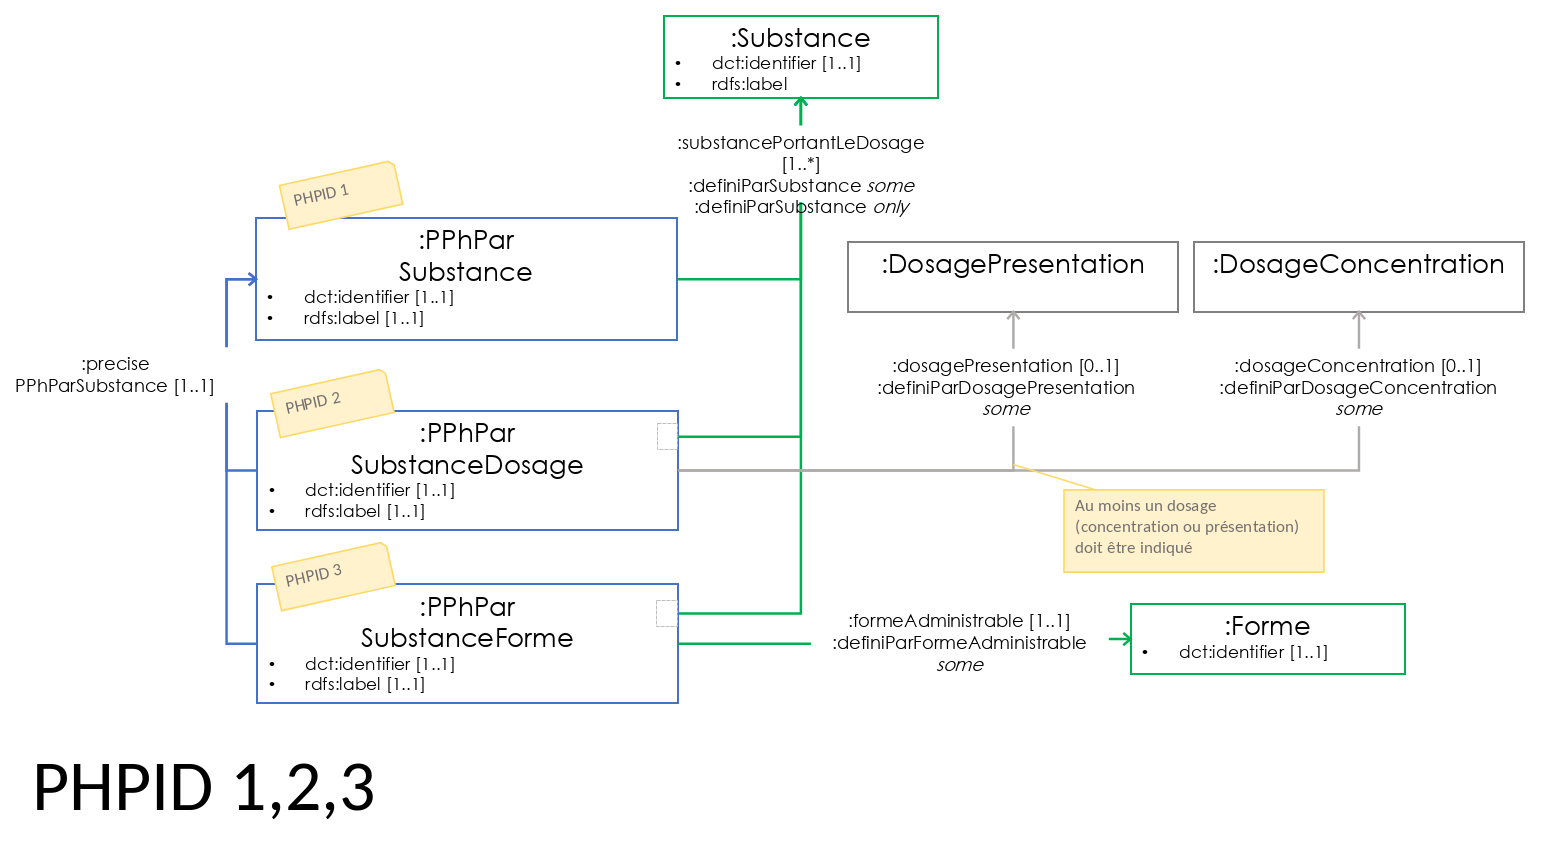 :Substance
• dct:identifier [1..1]
• rdfs:label
:substancePortantLeDosage
[1..*]
:definiParSubstance some
:definiParSubstance only
PHPID 1
:PPhPar
Substance
• dct:identifier [1..1]
• rdfs:label [1..1]
:DosagePresentation
:DosageConcentration
:precise
PPhParSubstance [1..1]
:dosagePresentation [0..1]
:definiParDosagePresentation
some
:dosageConcentration [0..1]
:definiParDosageConcentration
some
PHPID 2
:PPhPar
SubstanceDosage
• dct:identifier [1..1]
• rdfs:label [1..1]
Au moins un dosage
(concentration ou présentation)
doit être indiqué
PHPID 3
:PPhPar
SubstanceForme
• dct:identifier [1..1]
• rdfs:label [1..1]
:formeAdministrable [1..1]
:definiParFormeAdministrable
some
:Forme
• dct:identifier [1..1]
PHPID 1,2,3